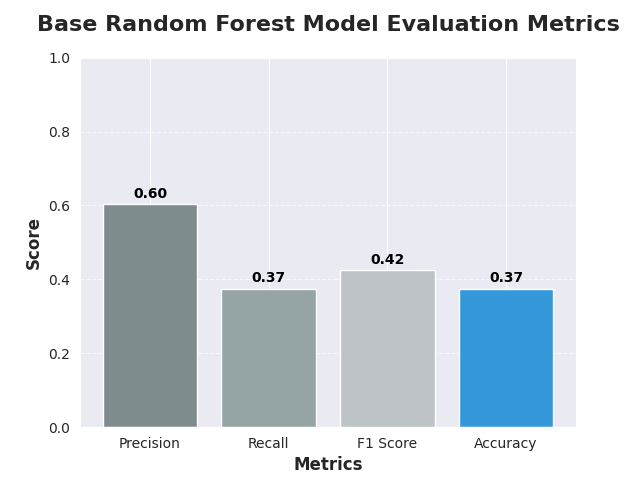 Base Random Forest Model Evaluation Metrics
1.0
0.8
0.6
0.4
0.2
0.0
Score
0.60
0.37
0.42
0.37
Precision
Recall
F1 Score
Accuracy
Metrics